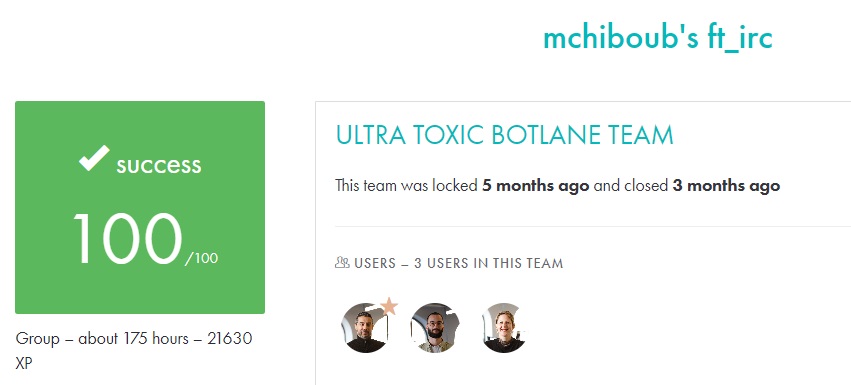 mchiboub's ft_irc
success
100/100
Group – about 175 hours – 21630
XP
ULTRA TOXIC BOTLANE TEAM
This team was locked 5 months ago and closed 3 months ago
USERS – 3 USERS IN THIS TEAM